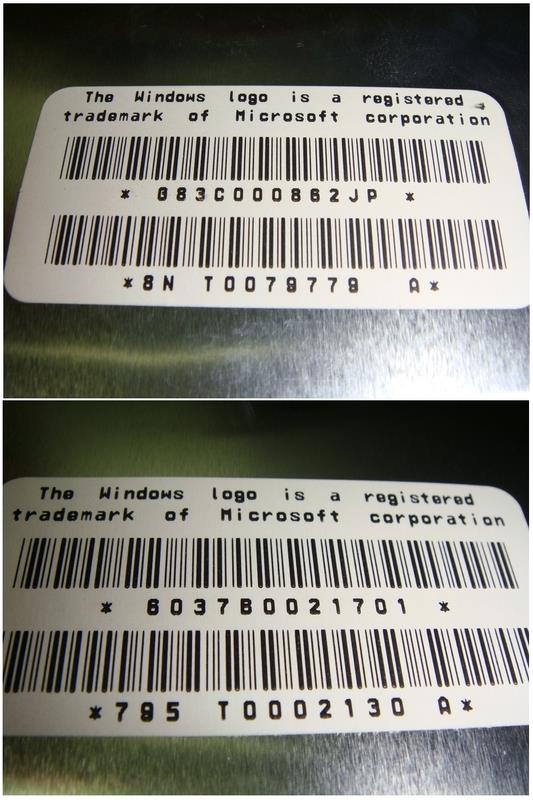 The Windows logo is a registered
trademark of Microsoft corporation
* G83C000862JP *
*8N T0079779 A*
The Windows logo is a registered
trademark of Microsoft corporation
* 6037B0021701 *
*795 T0002130 A*